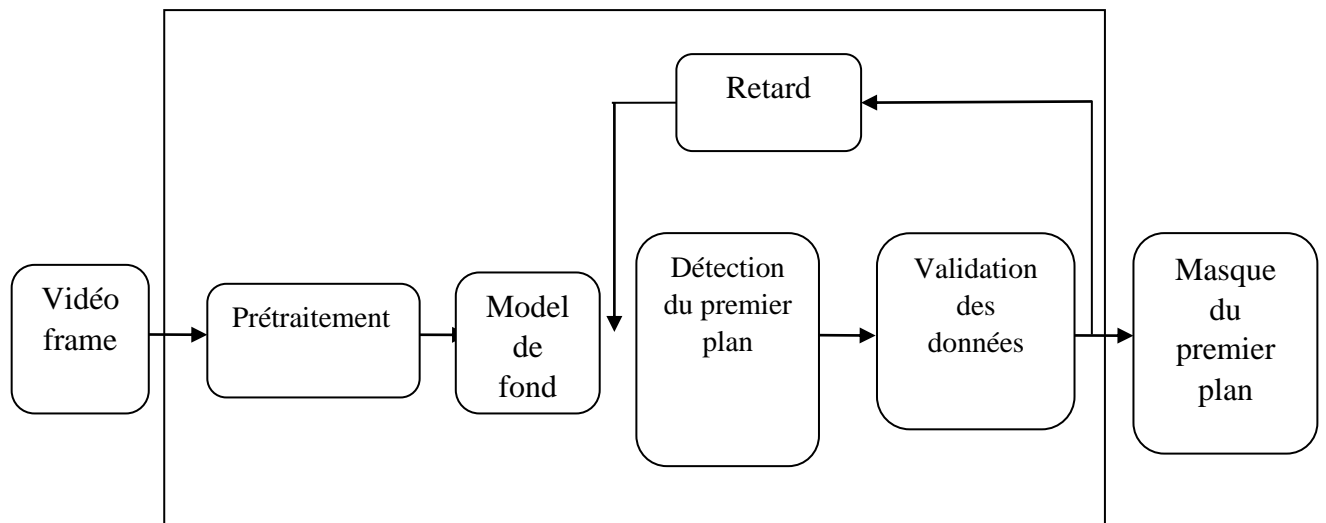 Retard
Vidéo
frame
Prétraitement
Model
de
fond
Détection
du premier
plan
Validation
des
données
Masque
du
premier
plan